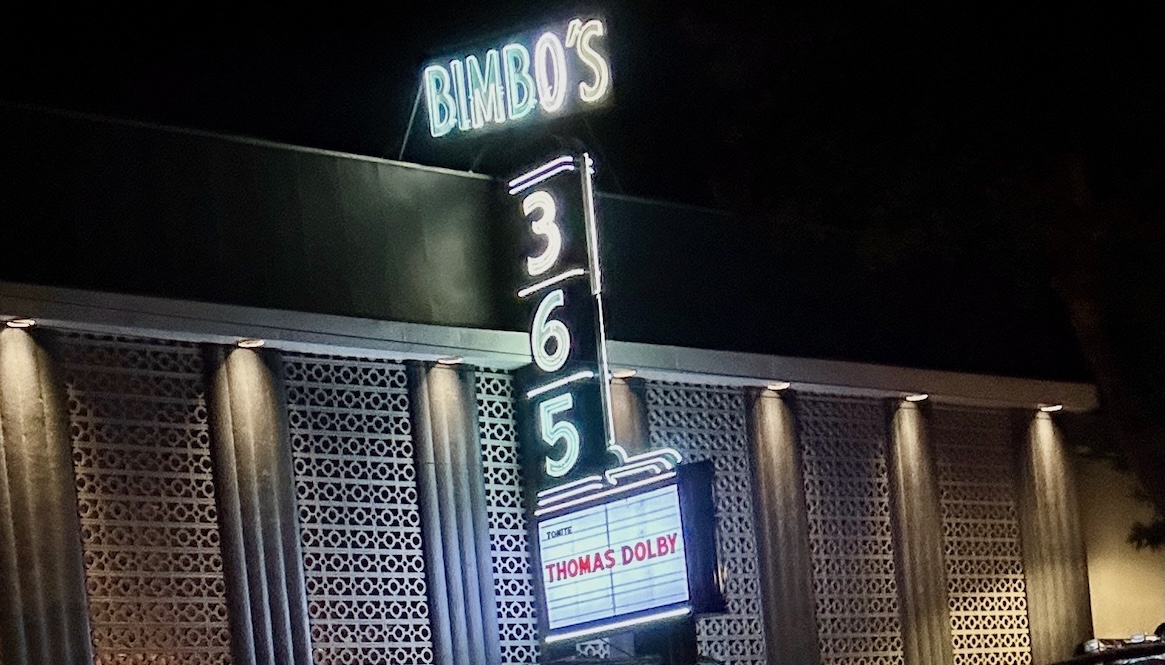 BIMBO'S
3
6
5
TONITE
THOMAS DOLBY